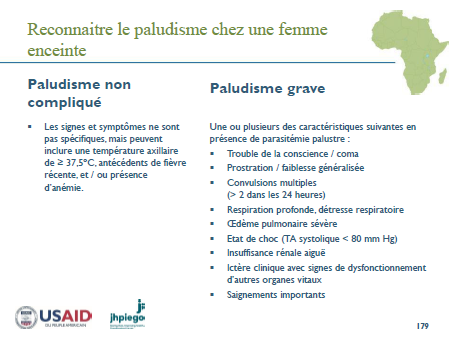 Reconnaitre le paludisme chez une femme
enceinte
Paludisme non
compliqué
▪ Les signes et symptômes ne sont
pas spécifiques, mais peuvent
inclure une température axillaire
de ≥ 37,5°C, antécédents de fièvre
récente, et / ou présence
d'anémie.
Paludisme grave
Une ou plusieurs des caractéristiques suivantes en
présence de parasitémie palustre :
▪ Trouble de la conscience / coma
▪ Prostration / faiblesse généralisée
▪ Convulsions multiples
(> 2 dans les 24 heures)
▪ Respiration profonde, détresse respiratoire
▪ Œdème pulmonaire sévère
▪ Etat de choc (TA systolique < 80 mm Hg)
▪ Insuffisance rénale aiguë
▪ Ictère clinique avec signes de dysfonctionnement
d'autres organes vitaux
▪ Saignements importants
USAID
jhpiego
179